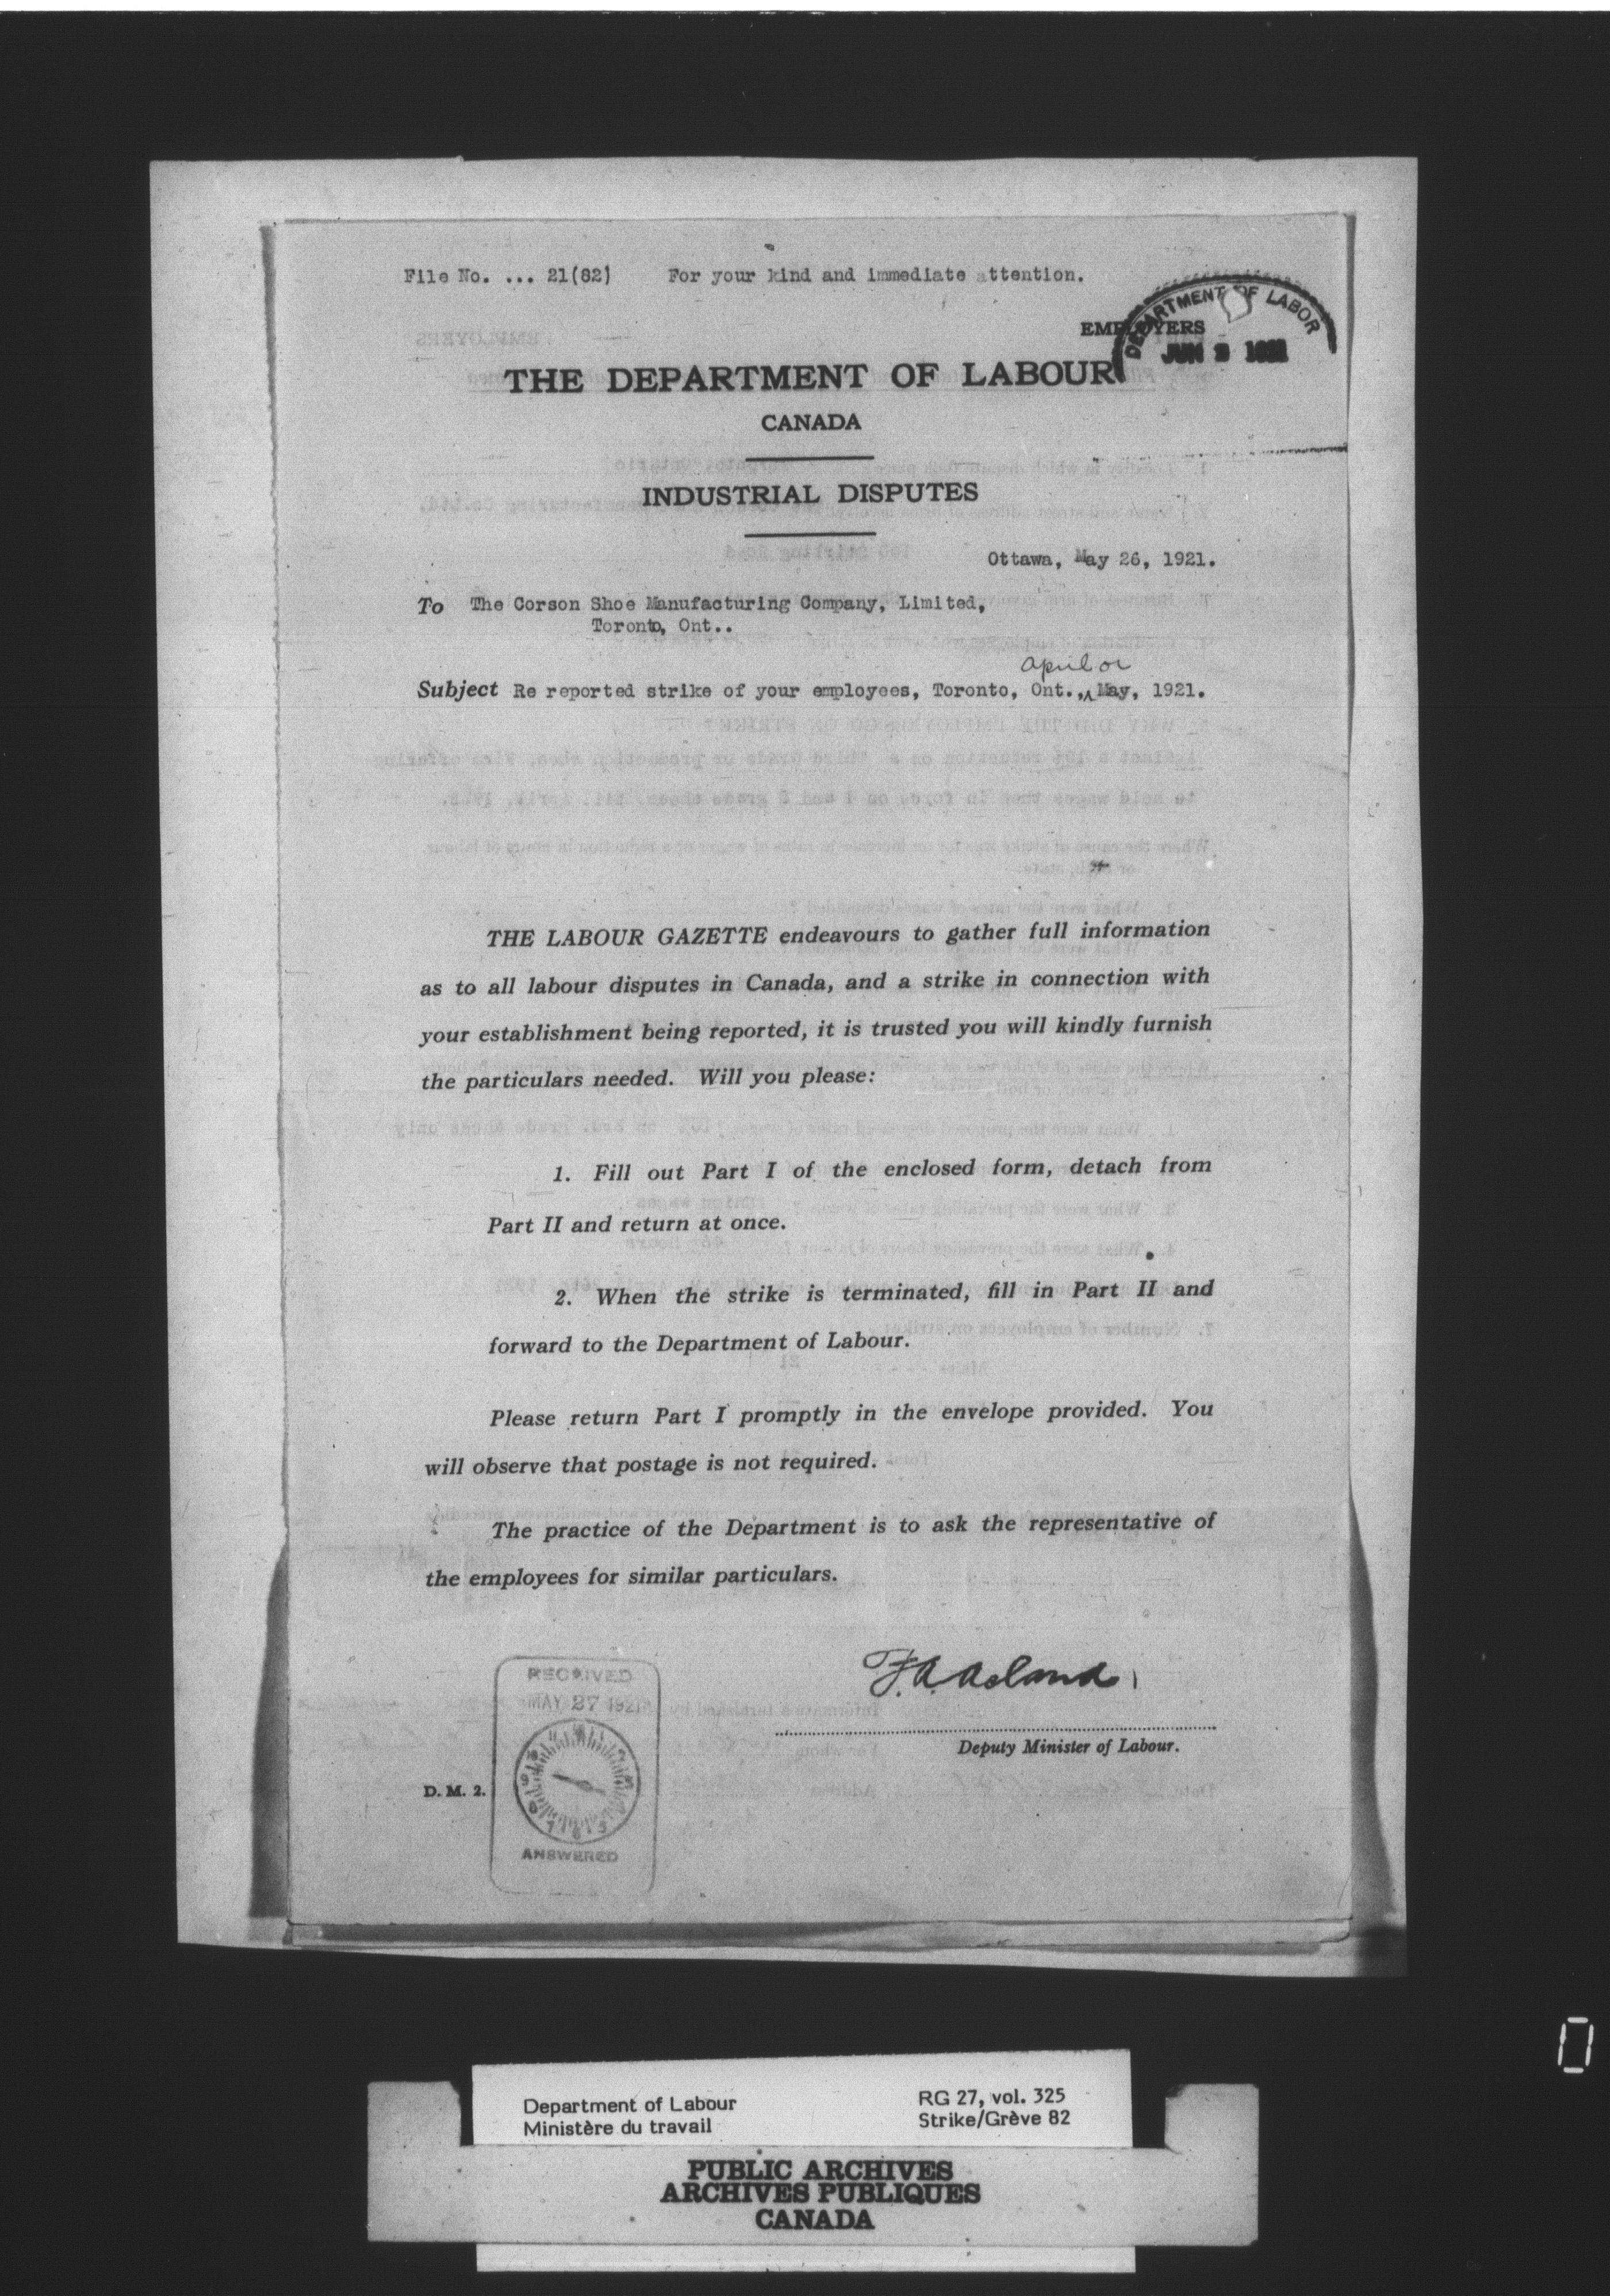 File No. ... 21(82) For your kind and immediate attention.
EMPLOYERS
DEPARTMENT OF LABOR
JUN 1921
THE DEPARTMENT OF LABOUR
CANADA
INDUSTRIAL DISPUTES
Ottawa, May 26, 1921.
To The Corson Shoe Manufacturing Company, Limited,
Toronto, Ont..
april or
Subject Re reported strike of your employees, Toronto, Ont., May, 1921.
THE LABOUR GAZETTE endeavours to gather full information
as to all labour disputes in Canada, and a strike in connection with
your establishment being reported, it is trusted you will kindly furnish
the particulars needed. Will you please:
1. Fill out Part I of the enclosed form, detach from
Part II and return at once.
2. When the strike is terminated, fill in Part II and
forward to the Department of Labour.
Please return Part I promptly in the envelope provided. You
will observe that postage is not required.
The practice of the Department is to ask the representative of
the employees for similar particulars.
F.A. Acland
Deputy Minister of Labour.
RECEIVED
MAY 27 1921
D. M. 2.
ANSWERED
Department of Labour
Ministère du travail
RG 27, vol. 325
Strike/Grève 82
PUBLIC ARCHIVES
ARCHIVES PUBLIQUES
CANADA
0